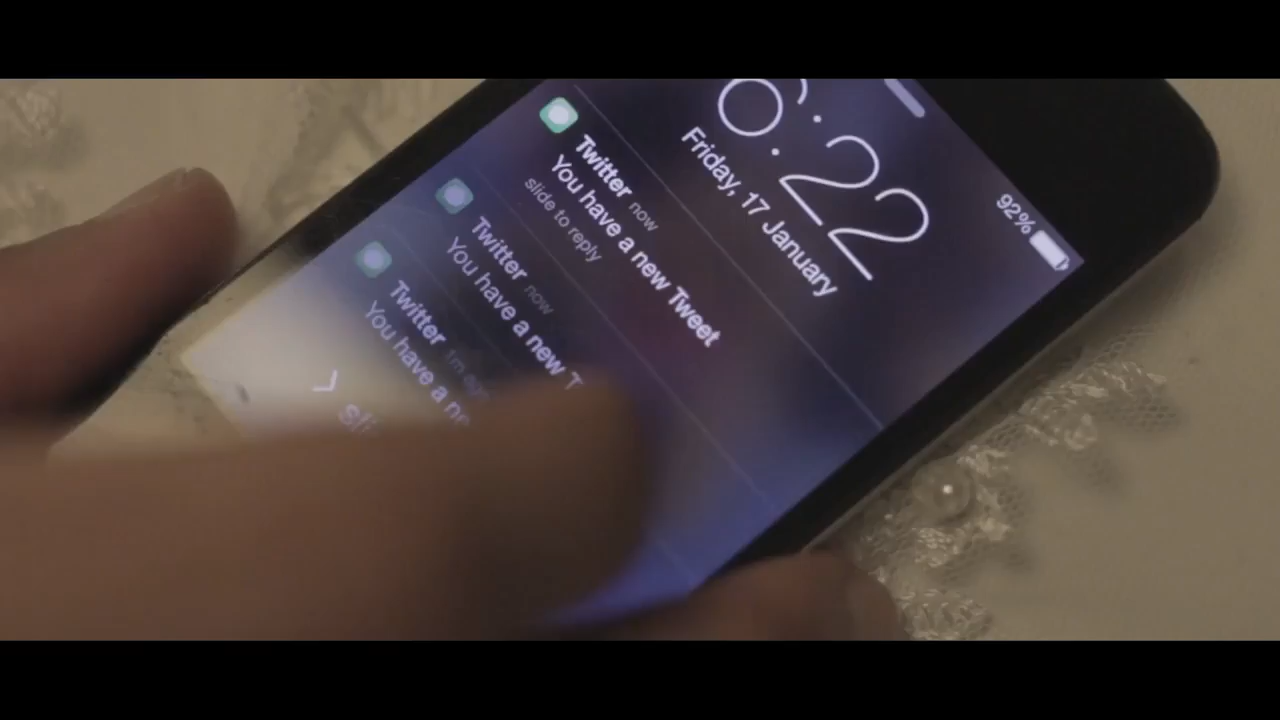 92%
6:22
Friday, 17 January
Twitter now
You have a new Tweet
slide to reply
Twitter now
You have a new T
Twitter 1m
You have a